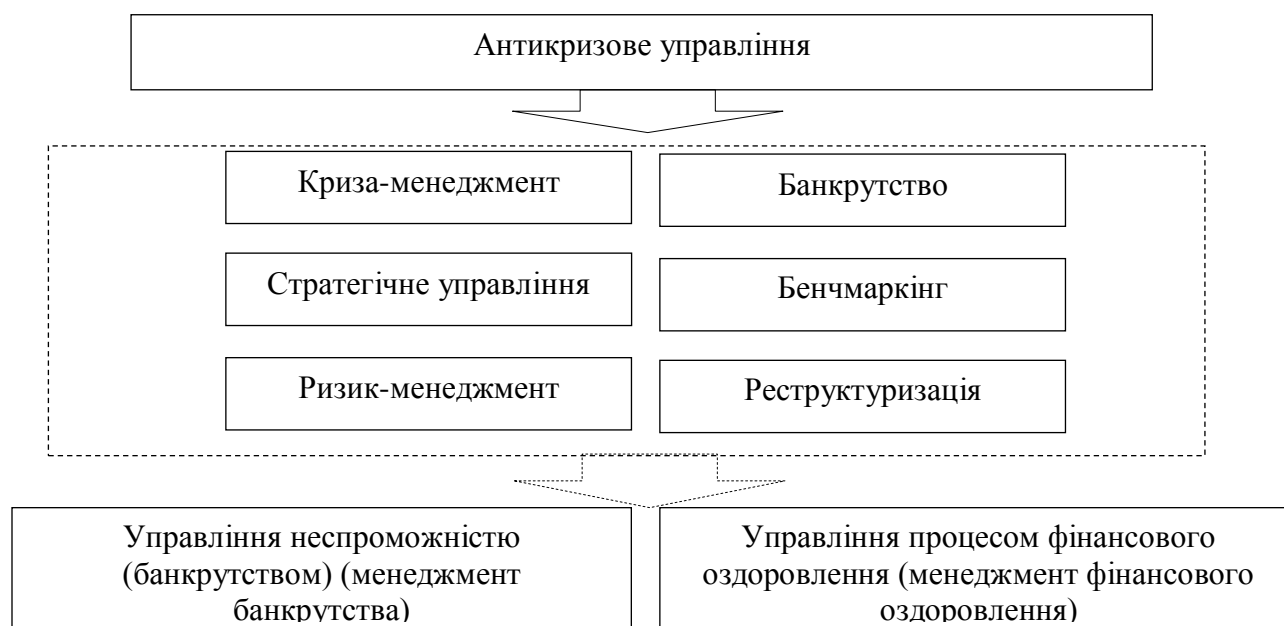 Антикризове управління
Криза-менеджмент
Банкрутство
Стратегічне управління
Бенчмаркінг
Ризик-менеджмент
Реструктуризація
Управління неспроможністю
(банкрутством) (менеджмент
банкрутства)
Управління процесом фінансового
оздоровлення (менеджмент фінансового
оздоровлення)